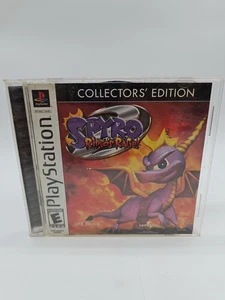 COLLECTORS' EDITION
SPYRO
RIPTO'S RAGE!
PlayStation
E